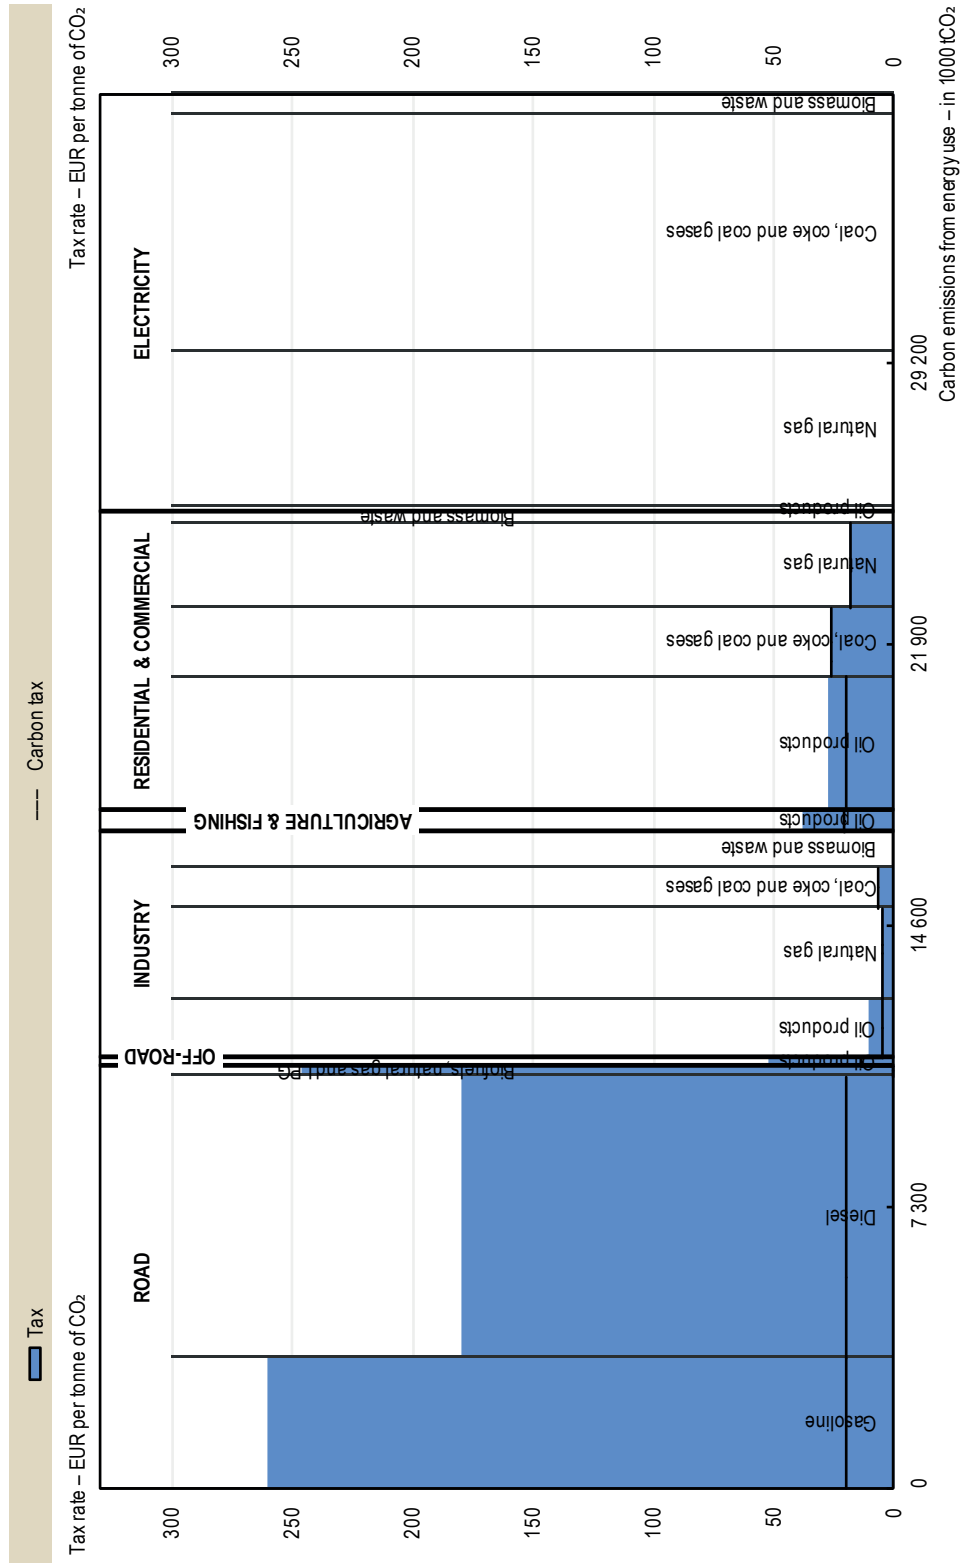 Tax
Carbon tax
Tax rate – EUR per tonne of CO₂
Tax rate – EUR per tonne of CO₂
300
300
250
250
200
200
150
150
100
100
50
50
0
0
ROAD
OFF-ROAD
INDUSTRY
AGRICULTURE & FISHING
RESIDENTIAL & COMMERCIAL
ELECTRICITY
Gasoline
Diesel
Biofuels, natural gas and LPG
Oil products
Oil products
Natural gas
Coal, coke and coal gases
Biomass and waste
Oil products
Oil products
Coal, coke and coal gases
Natural gas
Biomass and waste
Oil products
Natural gas
Coal, coke and coal gases
Biomass and waste
0
7 300
14 600
21 900
29 200
Carbon emissions from energy use – in 1000 tCO₂